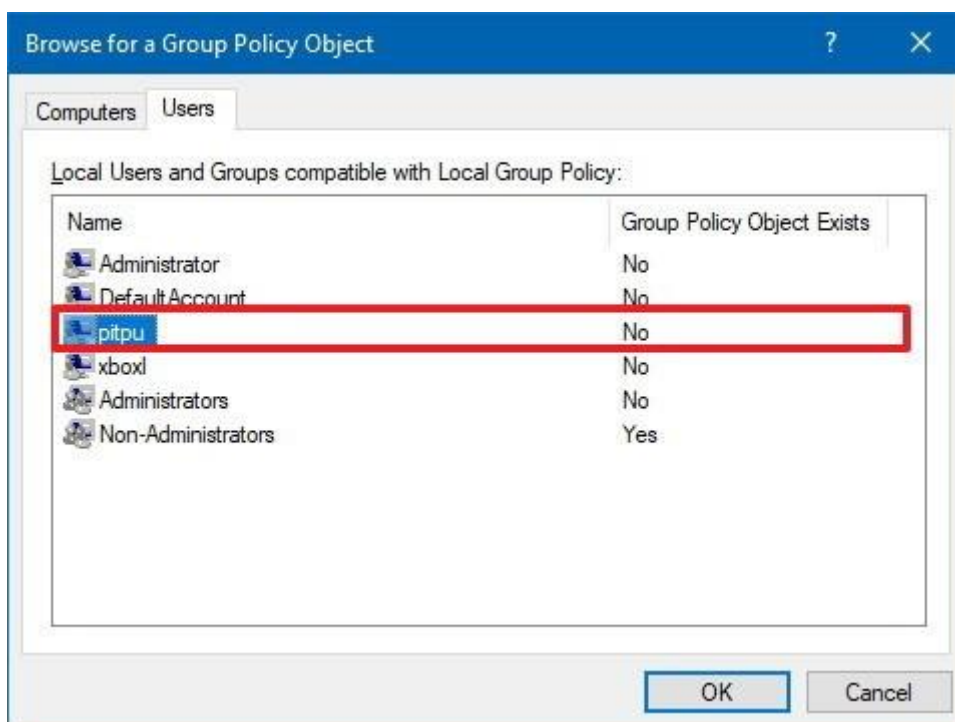 Browse for a Group Policy Object ? ×
Computers Users
Local Users and Groups compatible with Local Group Policy:
Name Group Policy Object Exists
Administrator No
DefaultAccount No
pitpu No
xboxl No
Administrators No
Non-Administrators Yes
OK Cancel